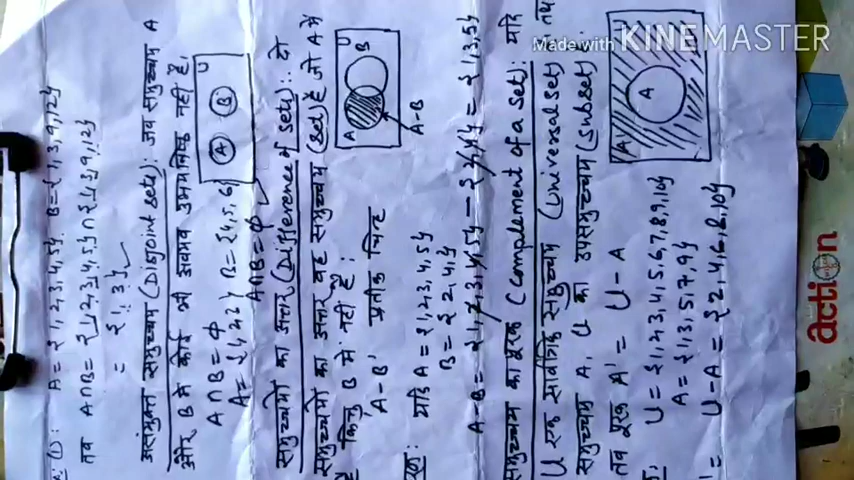 (1): A = {1,2,3,4,5} B = {1,3,9,12}
तब A∩B = {1,2,3,4,5} ∩ {1,3,9,12}
= {1,3}
असंयुक्त समुच्चय (Disjoint sets): जब समुच्चय A
और B में कोई भी अवयव उभयनिष्ठ नहीं है.
A∩B = ϕ
B = {4,5,6}
A∩B = ϕ
U
A
B
समुच्चयों का अन्तर (Difference of sets): दो
समुच्चयों का अन्तर वह समुच्चय (set) है जो A में
है किन्तु B में नहीं है:
'A-B' प्रतीक चिन्ह
U
A
B
A-B
यदि A = {1,2,3,4,5}
B = {2,4}
A-B = {1,2,3,4,5} - {2,4} = {1,3,5}
समुच्चय का पूरक (Complement of a set): यदि
U एक सार्वत्रिक समुच्चय (Universal set)
समुच्चय A, U का उपसमुच्चय (Subset)
तब पूरक A' = U-A
A'
A
U = {1,2,3,4,5,6,7,8,9,10}
A = {1,3,5,7,9}
U-A = {2,4,6,8,10}
Made with KINEMASTER
action